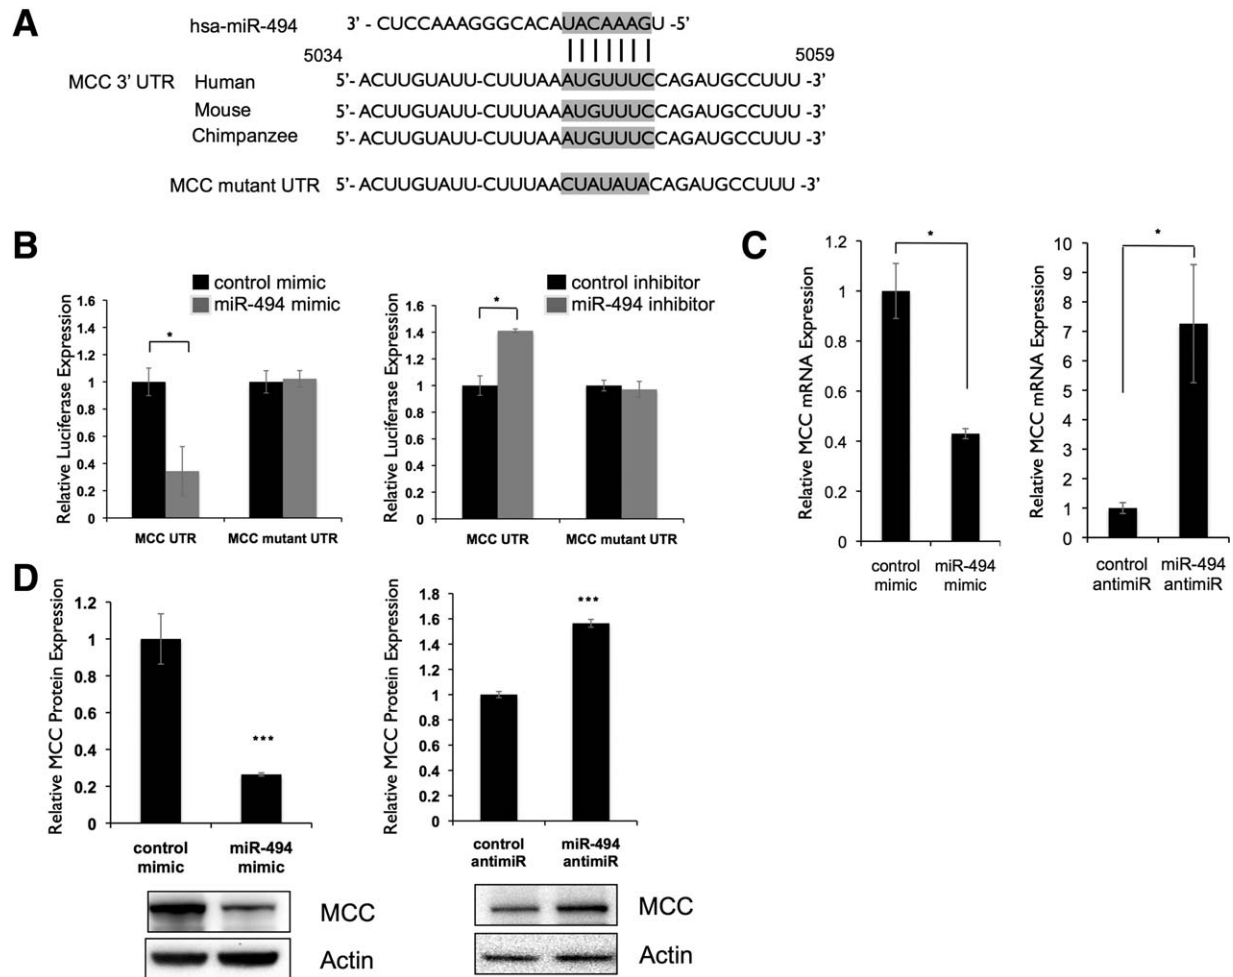 A
hsa-miR-494 3' - CUCCAAAGGGCACAUACAAAGU -5'
5034 5059
MCC 3' UTR Human 5'- ACUUGUAUU-CUUUAAAUGUUUCCAGAUGCCUUU -3'
Mouse 5'- ACUUGUAUU-CUUUAAAUGUUUCCAGAUGCCUUU -3'
Chimpanzee 5'- ACUUGUAUU-CUUUAAAUGUUUCCAGAUGCCUUU -3'
MCC mutant UTR 5'- ACUUGUAUU-CUUUAACUAUAUACAGAUGCCUUU -3'
B
control mimic
miR-494 mimic
Relative Luciferase Expression
1.6
1.4
1.2
1
0.8
0.6
0.4
0.2
0
*
MCC UTR MCC mutant UTR
control inhibitor
miR-494 inhibitor
Relative Luciferase Expression
1.6
1.4
1.2
1
0.8
0.6
0.4
0.2
0
*
MCC UTR MCC mutant UTR
C
Relative MCC mRNA Expression
1.2
1
0.8
0.6
0.4
0.2
0
*
control miR-494
mimic mimic
Relative MCC mRNA Expression
10
9
8
7
6
5
4
3
2
1
0
*
control miR-494
antimiR antimiR
D
Relative MCC Protein Expression
1.2
1
0.8
0.6
0.4
0.2
0
***
control miR-494
mimic mimic
MCC
Actin
Relative MCC Protein Expression
1.8
1.6
1.4
1.2
1
0.8
0.6
0.4
0.2
0
***
control miR-494
antimiR antimiR
MCC
Actin